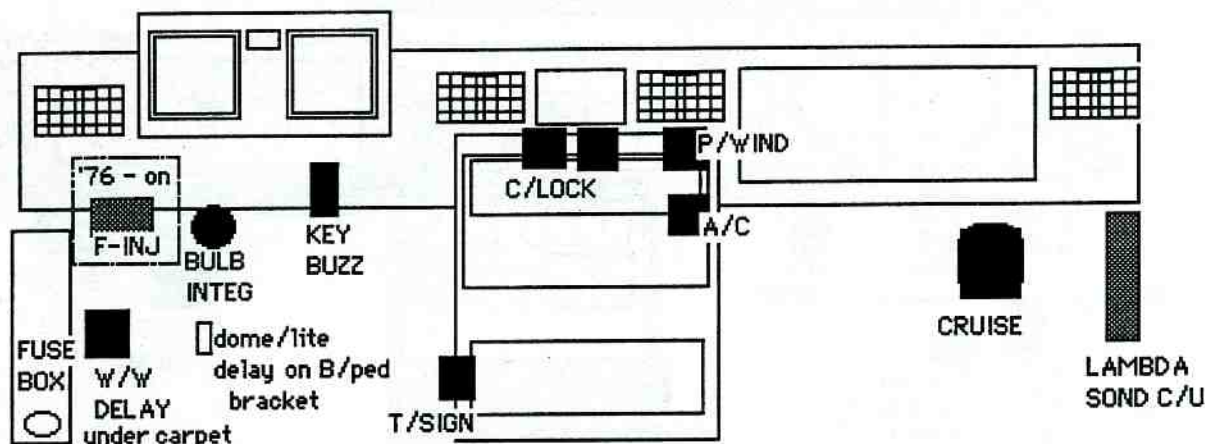 P/WIND
'76 - on
C/LOCK
F-INJ
A/C
KEY
BUZZ
BULB
INTEG
CRUISE
dome/lite
delay on B/ped
bracket
FUSE
BOX
W/W
DELAY
under carpet
T/SIGN
LAMBDA
SOND C/U